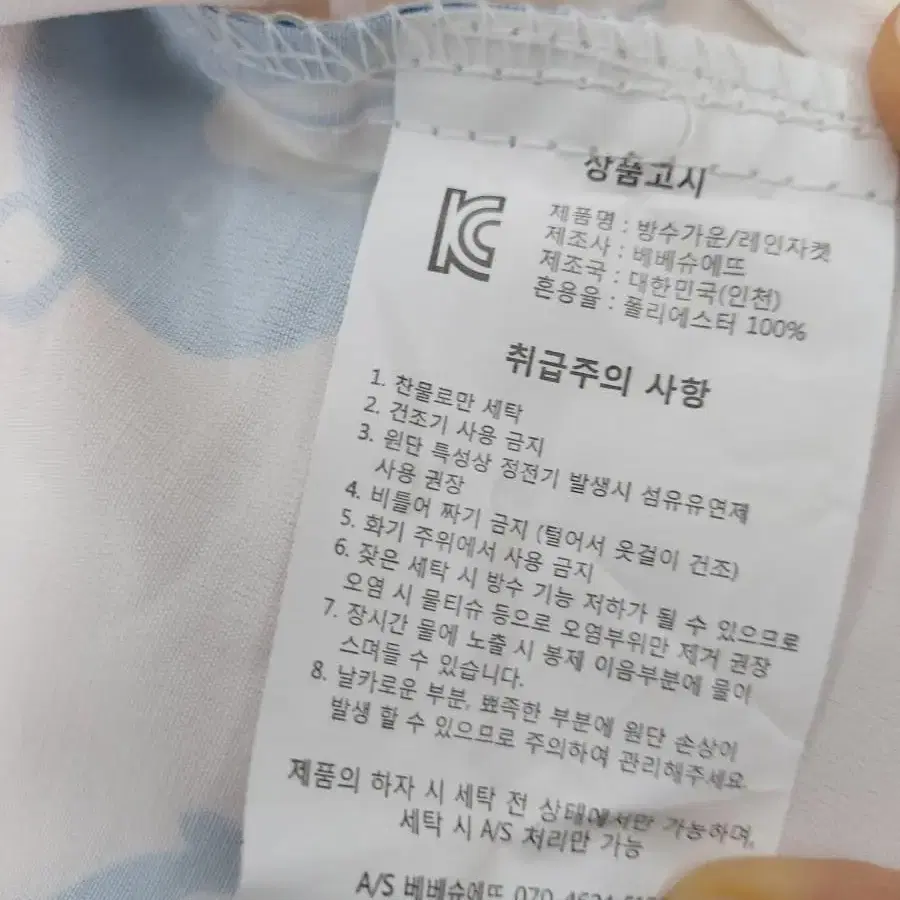 상품고시
KC
제품명 : 방수가운/레인자켓
제조사 : 베베슈에뜨
제조국 : 대한민국(인천)
혼용율 : 폴리에스터 100%
취급주의 사항
1. 찬물로만 세탁
2. 건조기 사용 금지
3. 원단 특성상 정전기 발생시 섬유유연제
사용 권장
4. 비틀어 짜기 금지 (털어서 옷걸이 건조)
5. 화기 주위에서 사용 금지
6. 잦은 세탁 시 방수 기능 저하가 될 수 있으므로
오염 시 물티슈 등으로 오염부위만 제거 권장
7. 장시간 물에 노출 시 봉제 이음부분에 물이
스며들 수 있습니다.
8. 날카로운 부분, 뾰족한 부분에 원단 손상이
발생 할 수 있으므로 주의하여 관리해주세요.
제품의 하자 시 세탁 전 상태에서만 가능하며,
세탁 시 A/S 처리만 가능
A/S 베베슈에뜨 070